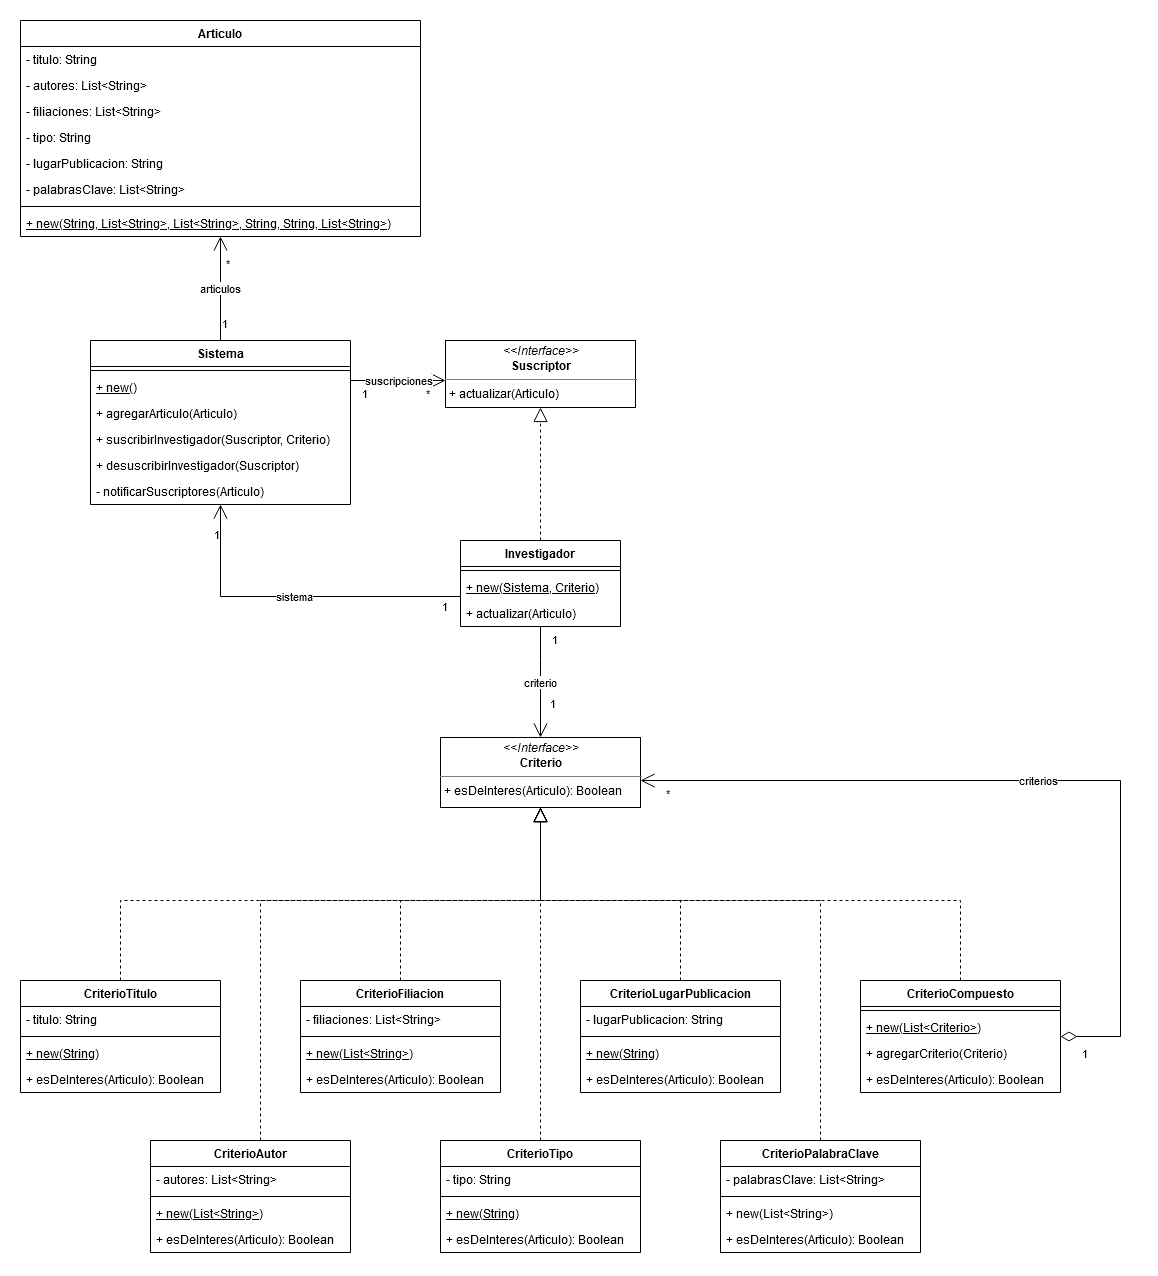 Articulo
- titulo: String
- autores: List<String>
- filiaciones: List<String>
- tipo: String
- lugarPublicacion: String
- palabrasClave: List<String>
+ new(String, List<String>, List<String>, String, String, List<String>)
*
articulos
1
Sistema
+ new()
+ agregarArticulo(Articulo)
+ suscribirInvestigador(Suscriptor, Criterio)
+ desuscribirInvestigador(Suscriptor)
- notificarSuscriptores(Articulo)
suscripciones
1
*
<<Interface>>
Suscriptor
+ actualizar(Articulo)
1
sistema
1
Investigador
+ new(Sistema, Criterio)
+ actualizar(Articulo)
1
criterio
1
<<Interface>>
Criterio
+ esDeInteres(Articulo): Boolean
criterios
*
CriterioTitulo
- titulo: String
+ new(String)
+ esDeInteres(Articulo): Boolean
CriterioFiliacion
- filiaciones: List<String>
+ new(List<String>)
+ esDeInteres(Articulo): Boolean
CriterioLugarPublicacion
- lugarPublicacion: String
+ new(String)
+ esDeInteres(Articulo): Boolean
CriterioCompuesto
+ new(List<Criterio>)
+ agregarCriterio(Criterio)
+ esDeInteres(Articulo): Boolean
1
CriterioAutor
- autores: List<String>
+ new(List<String>)
+ esDeInteres(Articulo): Boolean
CriterioTipo
- tipo: String
+ new(String)
+ esDeInteres(Articulo): Boolean
CriterioPalabraClave
- palabrasClave: List<String>
+ new(List<String>)
+ esDeInteres(Articulo): Boolean